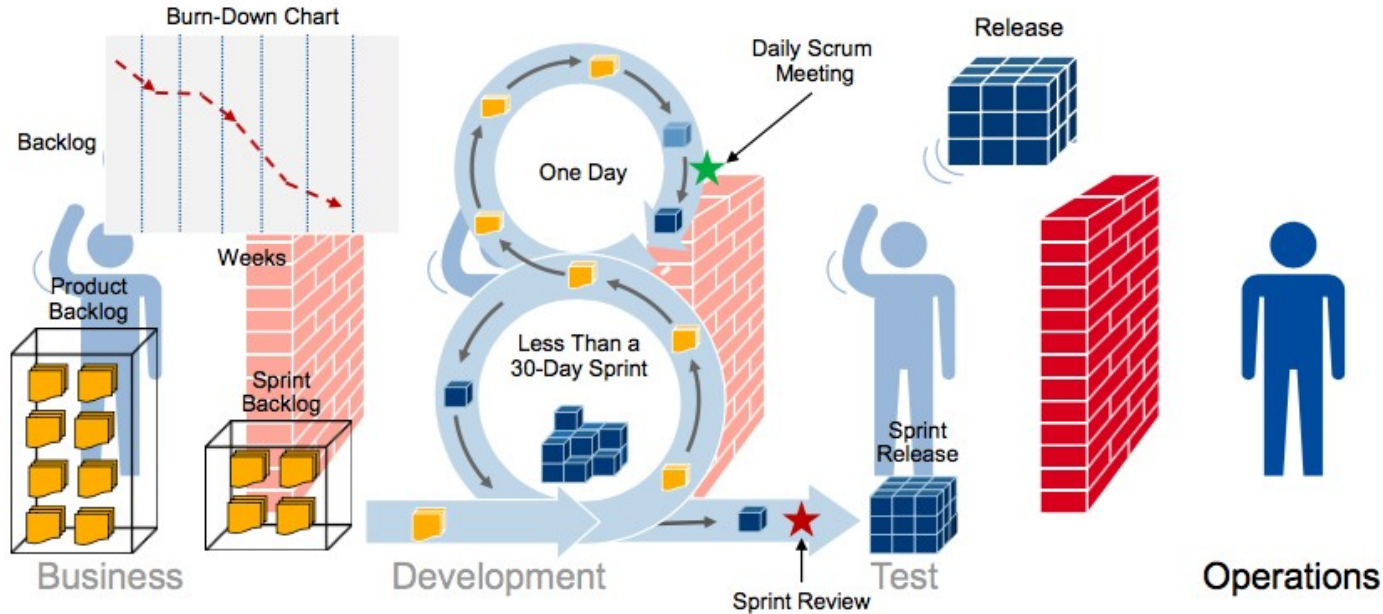 Burn-Down Chart
Backlog
Weeks
Product
Backlog
Sprint
Backlog
One Day
Daily Scrum
Meeting
Less Than a
30-Day Sprint
Release
Sprint
Release
Sprint Review
Business
Development
Test
Operations